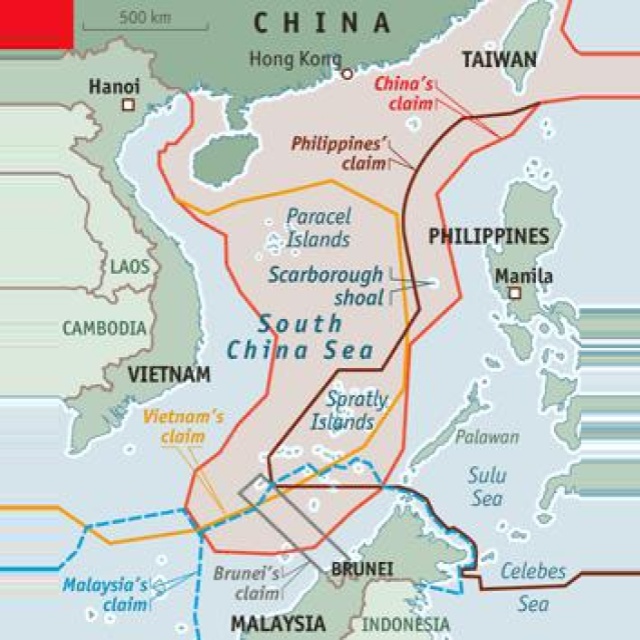 500 km
CHINA
Hong Kong
TAIWAN
Hanoi
China's
claim
Philippines'
claim
Paracel
Islands
PHILIPPINES
LAOS
Scarborough
shoal
Manila
CAMBODIA
South
China Sea
VIETNAM
Vietnam's
claim
Spratly
Islands
Palawan
Sulu
Sea
Malaysia's
claim
Brunei's
claim
BRUNEI
Celebes
Sea
MALAYSIA
INDONESIA